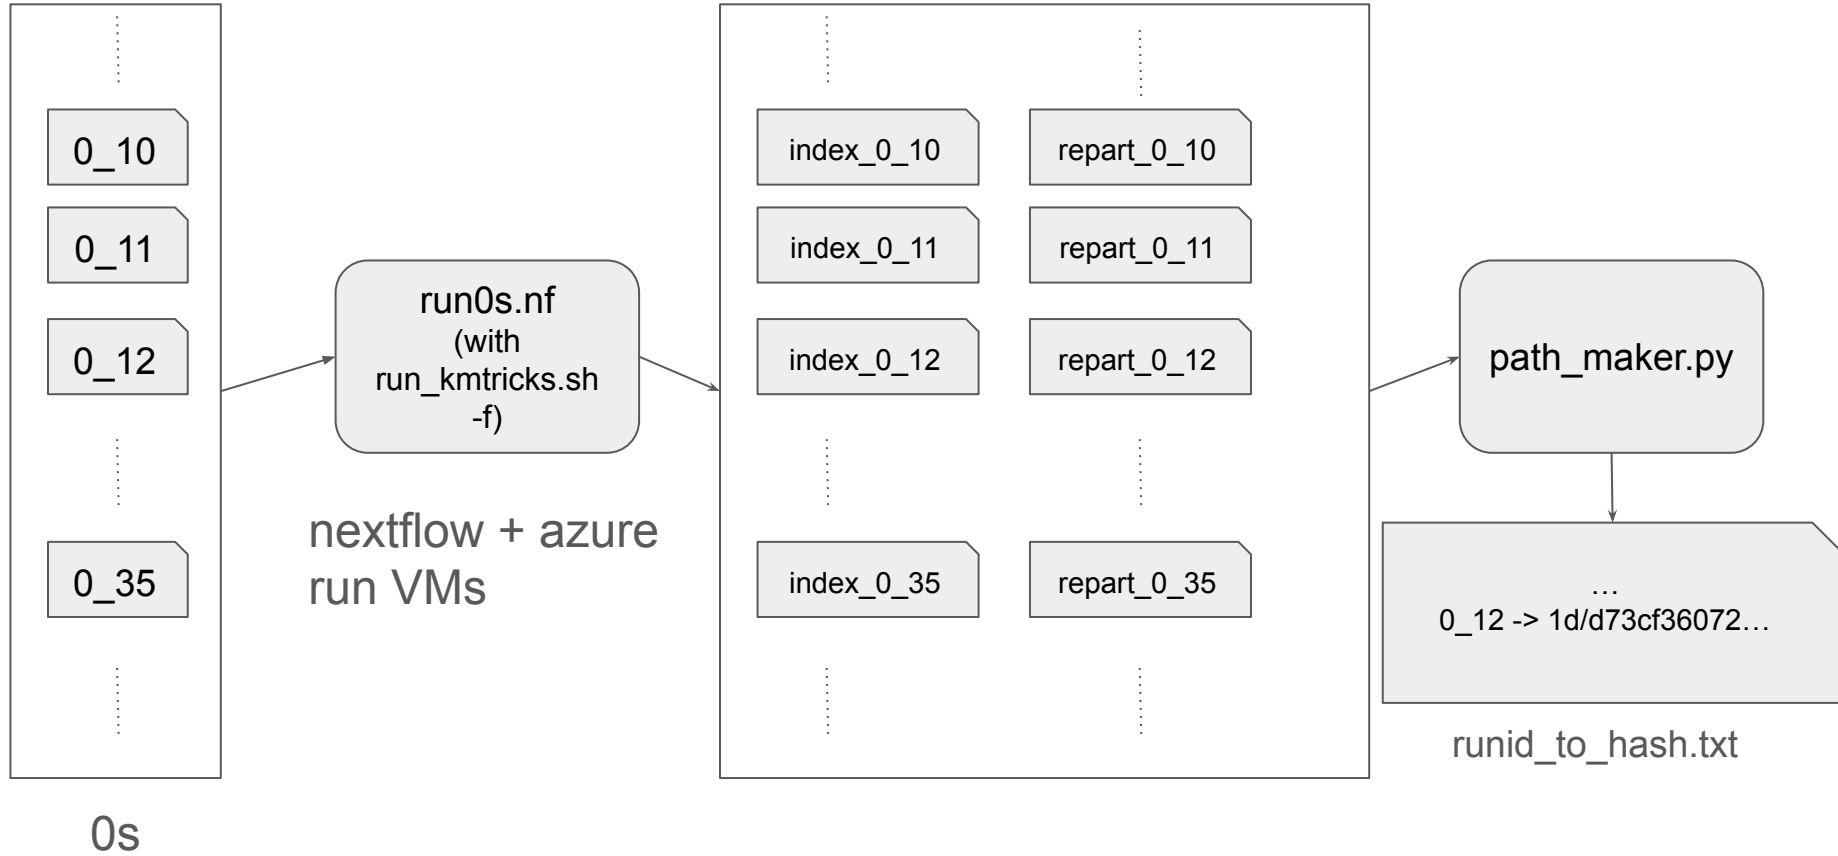 0_10
0_11
0_12
0_35
0s
run0s.nf
(with
run_kmtricks.sh
-f)
nextflow + azure
run VMs
index_0_10
repart_0_10
index_0_11
repart_0_11
index_0_12
repart_0_12
index_0_35
repart_0_35
path_maker.py
…
0_12 -> 1d/d73cf36072…
runid_to_hash.txt